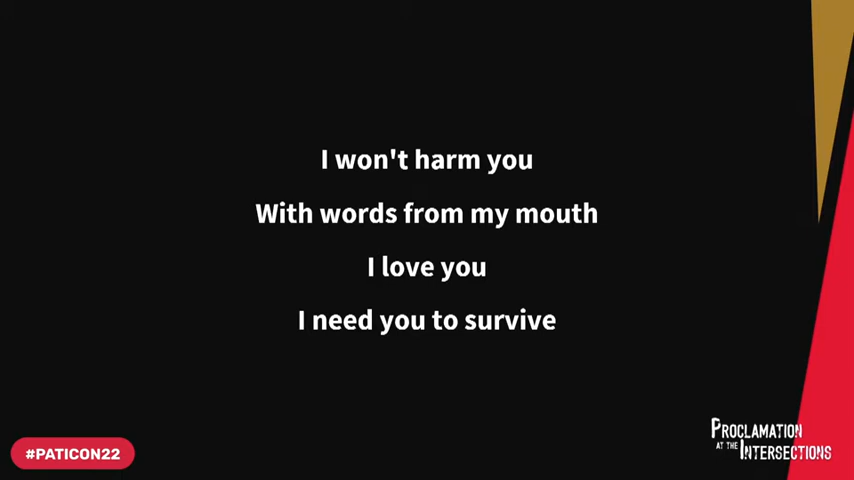 I won't harm you
With words from my mouth
I love you
I need you to survive
#PATICON22
PROCLAMATION
AT THE INTERSECTIONS